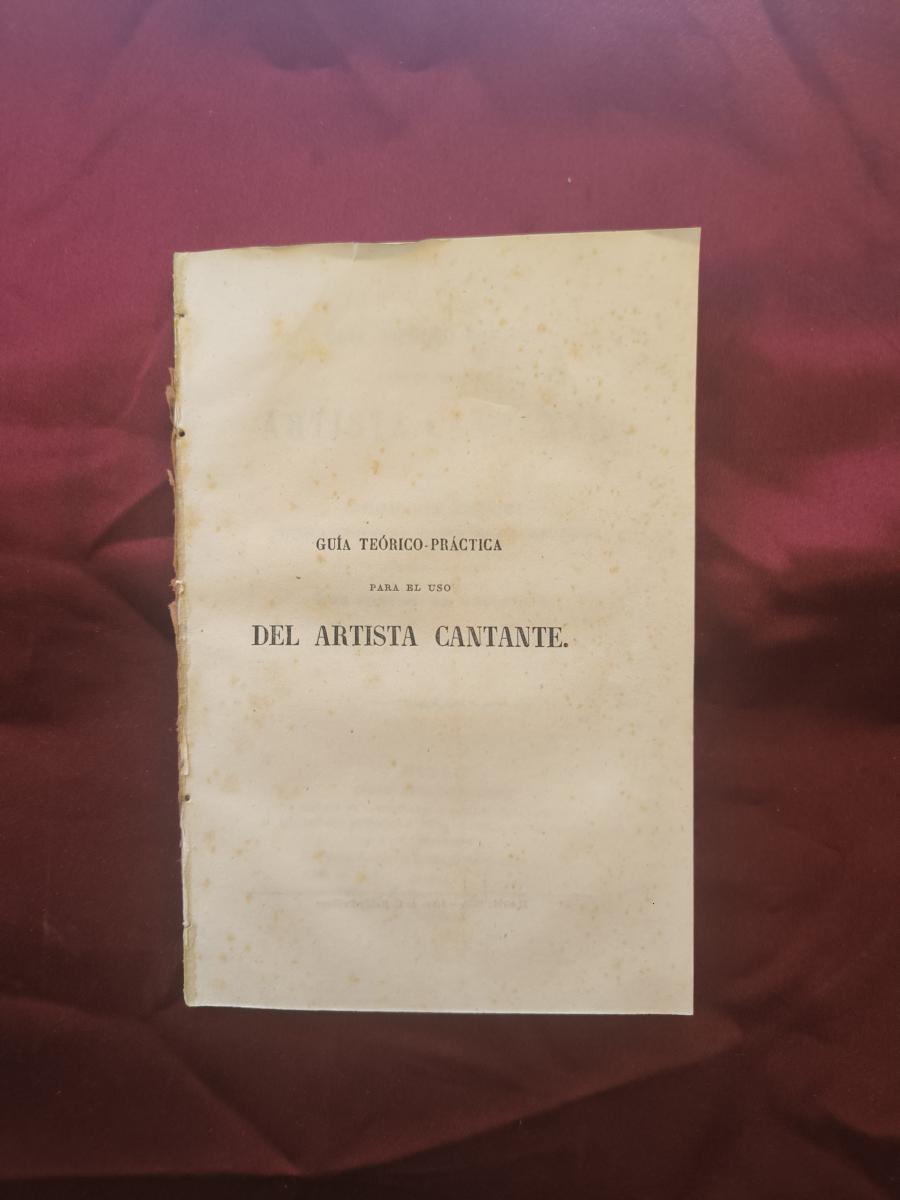 GUÍA TEÓRICO-PRÁCTICA
PARA EL USO
DEL ARTISTA CANTANTE.